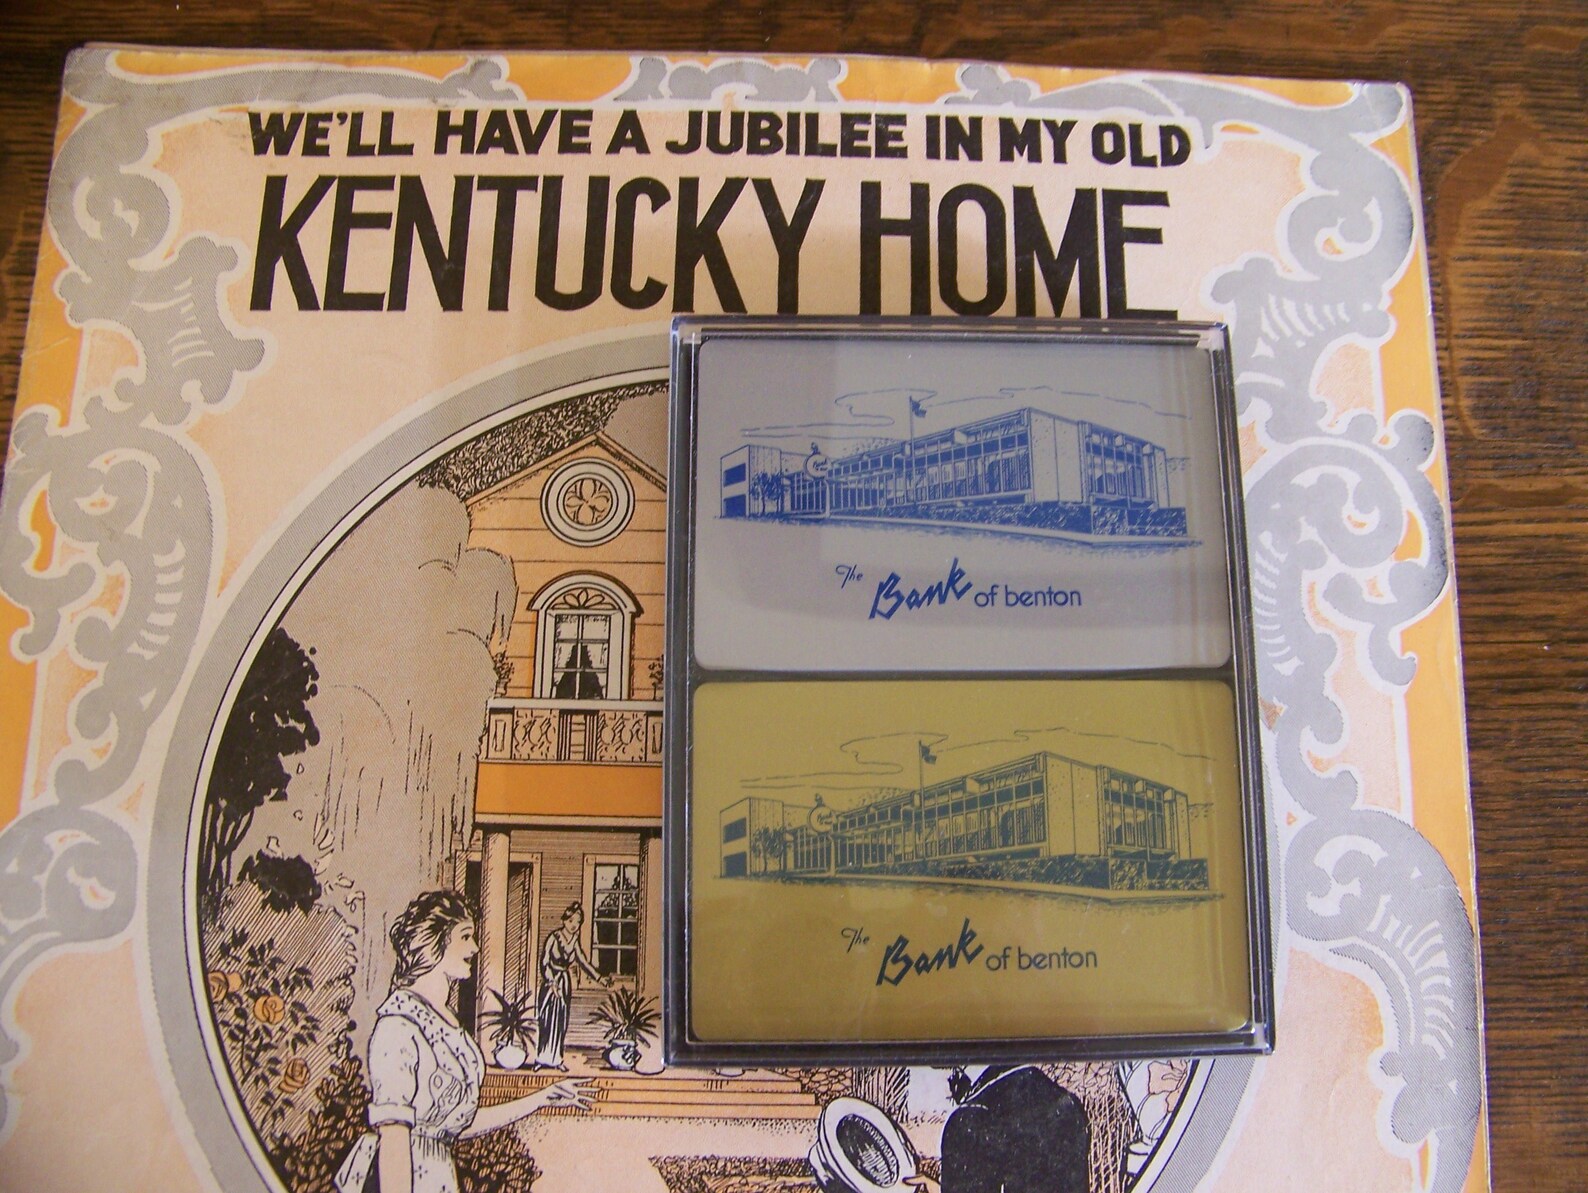 WE'LL HAVE A JUBILEE IN MY OLD
KENTUCKY HOME
The Bank of benton
The Bank of benton